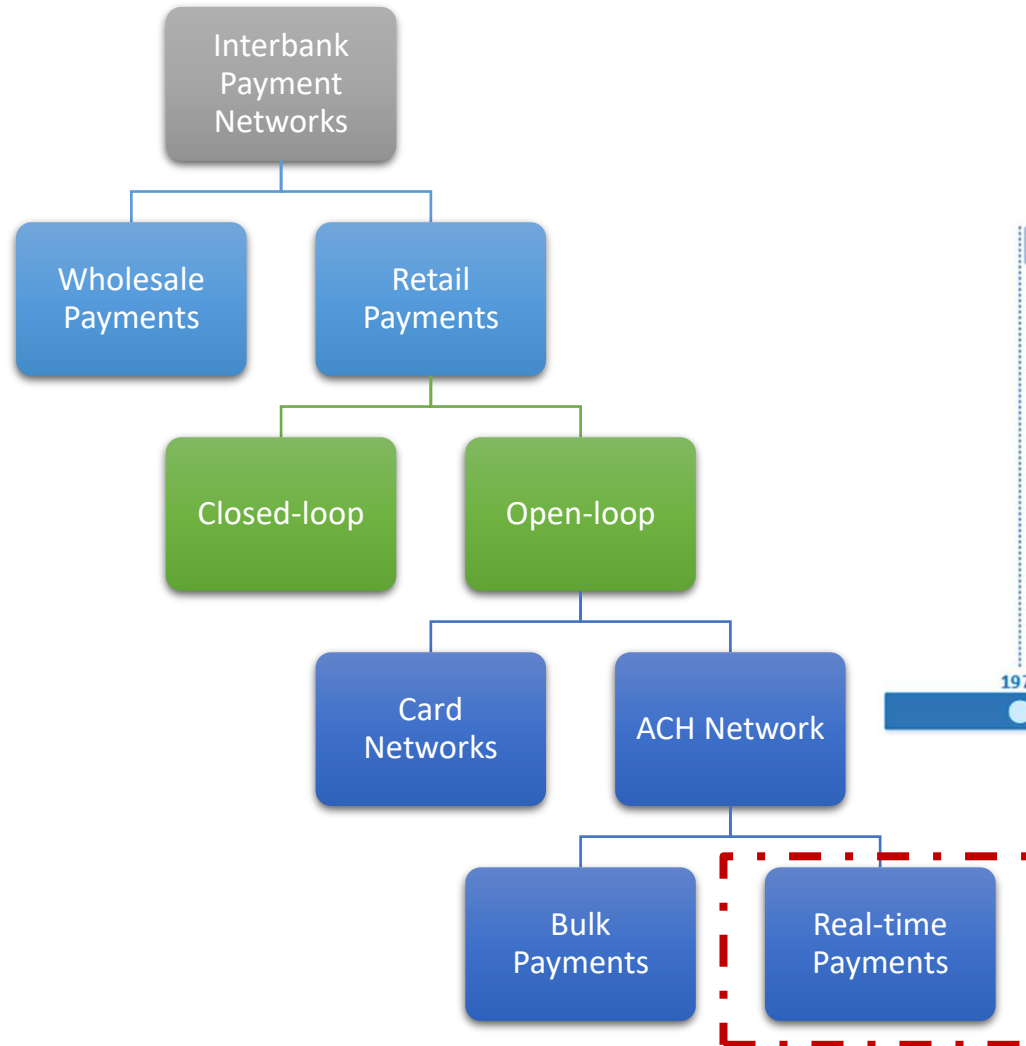 Interbank
Payment
Networks
Wholesale
Payments
Retail
Payments
Closed-loop
Open-loop
Card
Networks
ACH Network
Bulk
Payments
Real-time
Payments